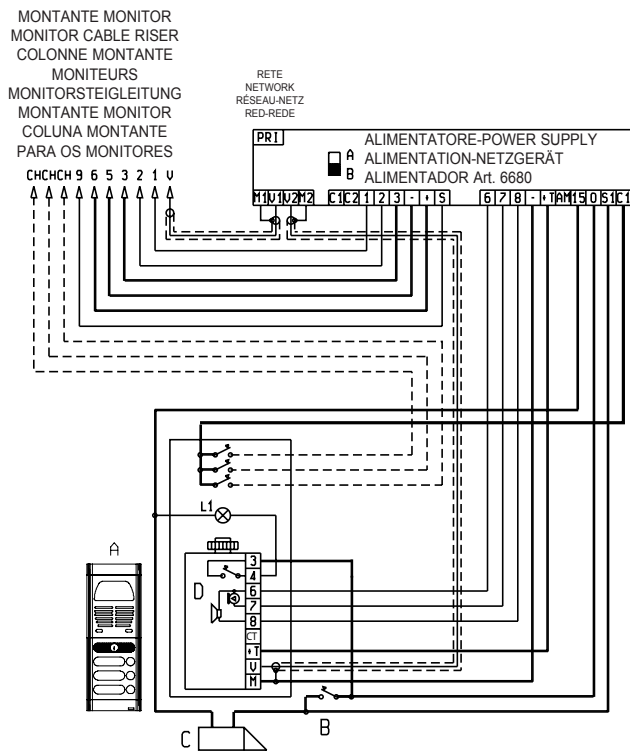 MONTANTE MONITOR
MONITOR CABLE RISER
COLONNE MONTANTE
MONITEURS
MONITORSTEIGLEITUNG
MONTANTE MONITOR
COLUNA MONTANTE
PARA OS MONITORES
CH CH CH 9 6 5 3 2 1 V
RETE
NETWORK
RÉSEAU-NETZ
RED-REDE
PRI
A
B
ALIMENTATORE-POWER SUPPLY
ALIMENTATION-NETZGERÄT
ALIMENTADOR Art. 6680
M1 V1 V2 M2 C1 C2 1 2 3 - + S 6 7 8 - +T AM 15 0 S1 C1
L1
A
D
3
4
6
7
8
CT
+T
V
M
B
C